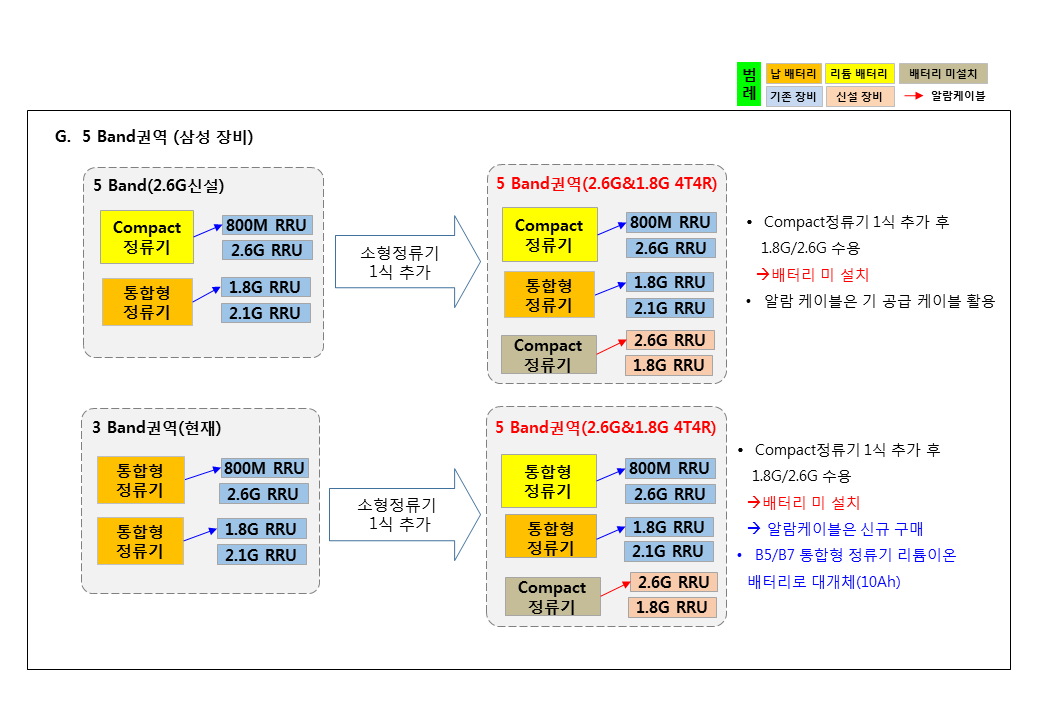 범
례
납 배터리
리튬 배터리
배터리 미설치
기존 장비
신설 장비
알람케이블
G. 5 Band권역 (삼성 장비)
5 Band(2.6G신설)
Compact
정류기
800M RRU
2.6G RRU
통합형
정류기
1.8G RRU
2.1G RRU
소형정류기
1식 추가
5 Band권역(2.6G&1.8G 4T4R)
Compact
정류기
800M RRU
2.6G RRU
통합형
정류기
1.8G RRU
2.1G RRU
Compact
정류기
2.6G RRU
1.8G RRU
• Compact정류기 1식 추가 후
1.8G/2.6G 수용
→배터리 미 설치
• 알람 케이블은 기 공급 케이블 활용
3 Band권역(현재)
통합형
정류기
800M RRU
2.6G RRU
통합형
정류기
1.8G RRU
2.1G RRU
소형정류기
1식 추가
5 Band권역(2.6G&1.8G 4T4R)
통합형
정류기
800M RRU
2.6G RRU
통합형
정류기
1.8G RRU
2.1G RRU
Compact
정류기
2.6G RRU
1.8G RRU
• Compact정류기 1식 추가 후
1.8G/2.6G 수용
→배터리 미 설치
→ 알람케이블은 신규 구매
• B5/B7 통합형 정류기 리튬이온
배터리로 대개체(10Ah)